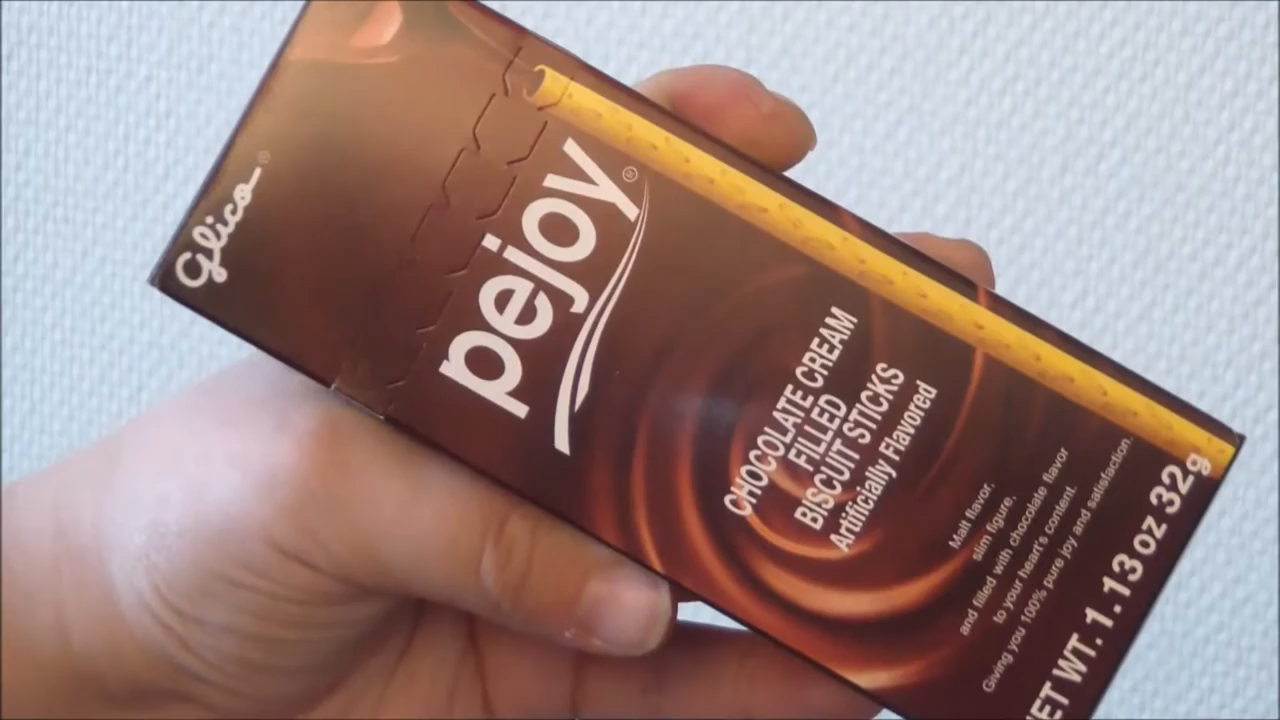 Glico®
pejoy®
CHOCOLATE CREAM
FILLED
BISCUIT STICKS
Artificially Flavored
Malt flavor,
slim figure,
and filled with chocolate flavor
to your heart's content.
Giving you 100% pure joy and satisfaction.
ET WT. 1.13 oz 32g